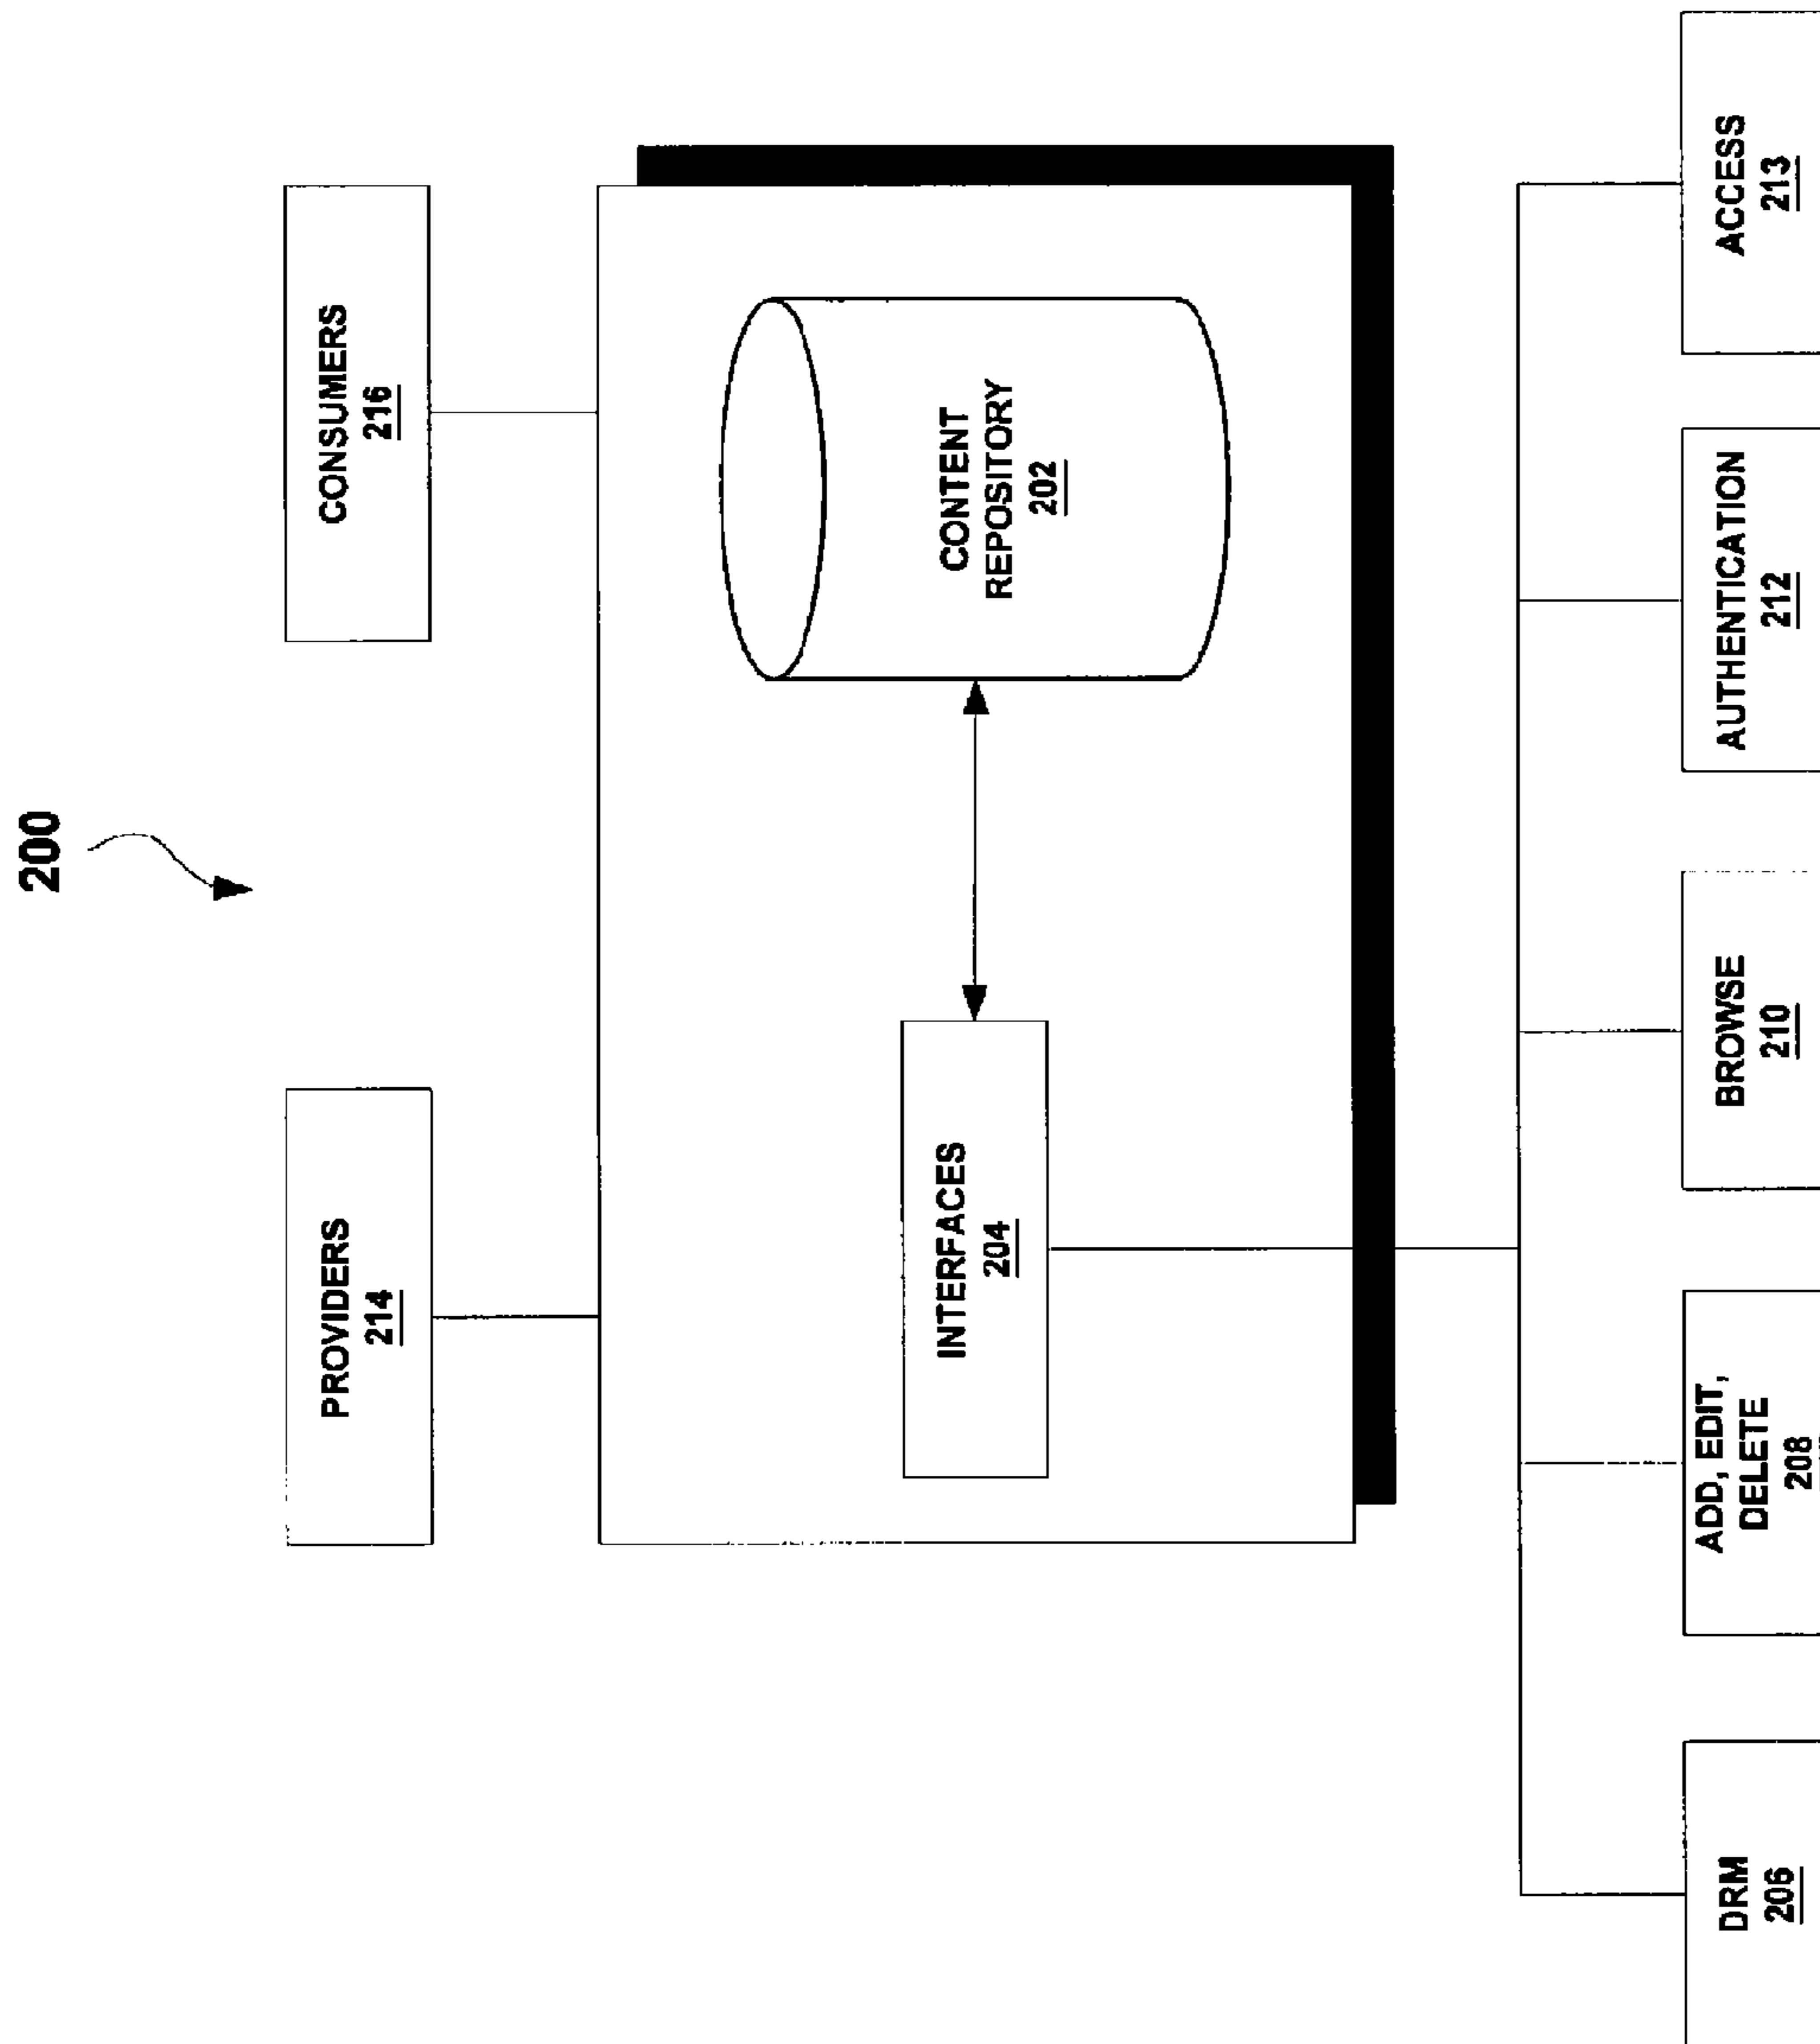 200
PROVIDERS
214
CONSUMERS
216
INTERFACES
204
CONTENT
REPOSITORY
202
DRM
206
ADD, EDIT,
DELETE
208
BROWSE
210
AUTHENTICATION
212
ACCESS
213